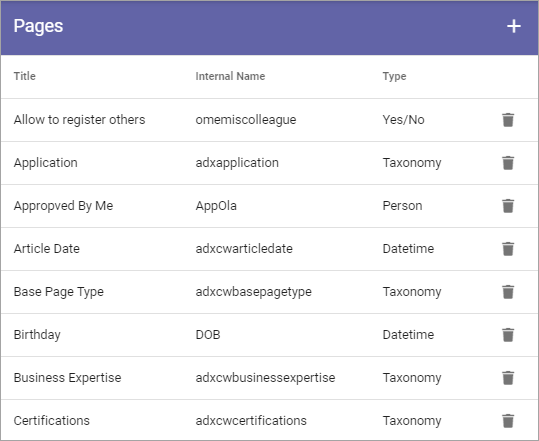 Pages +
Title Internal Name Type
Allow to register others omemiscolleague Yes/No
Application adxapplication Taxonomy
Appropved By Me AppOla Person
Article Date adxcwarticledate Datetime
Base Page Type adxcwbasepagetype Taxonomy
Birthday DOB Datetime
Business Expertise adxcwbusinessexpertise Taxonomy
Certifications adxcwcertifications Taxonomy